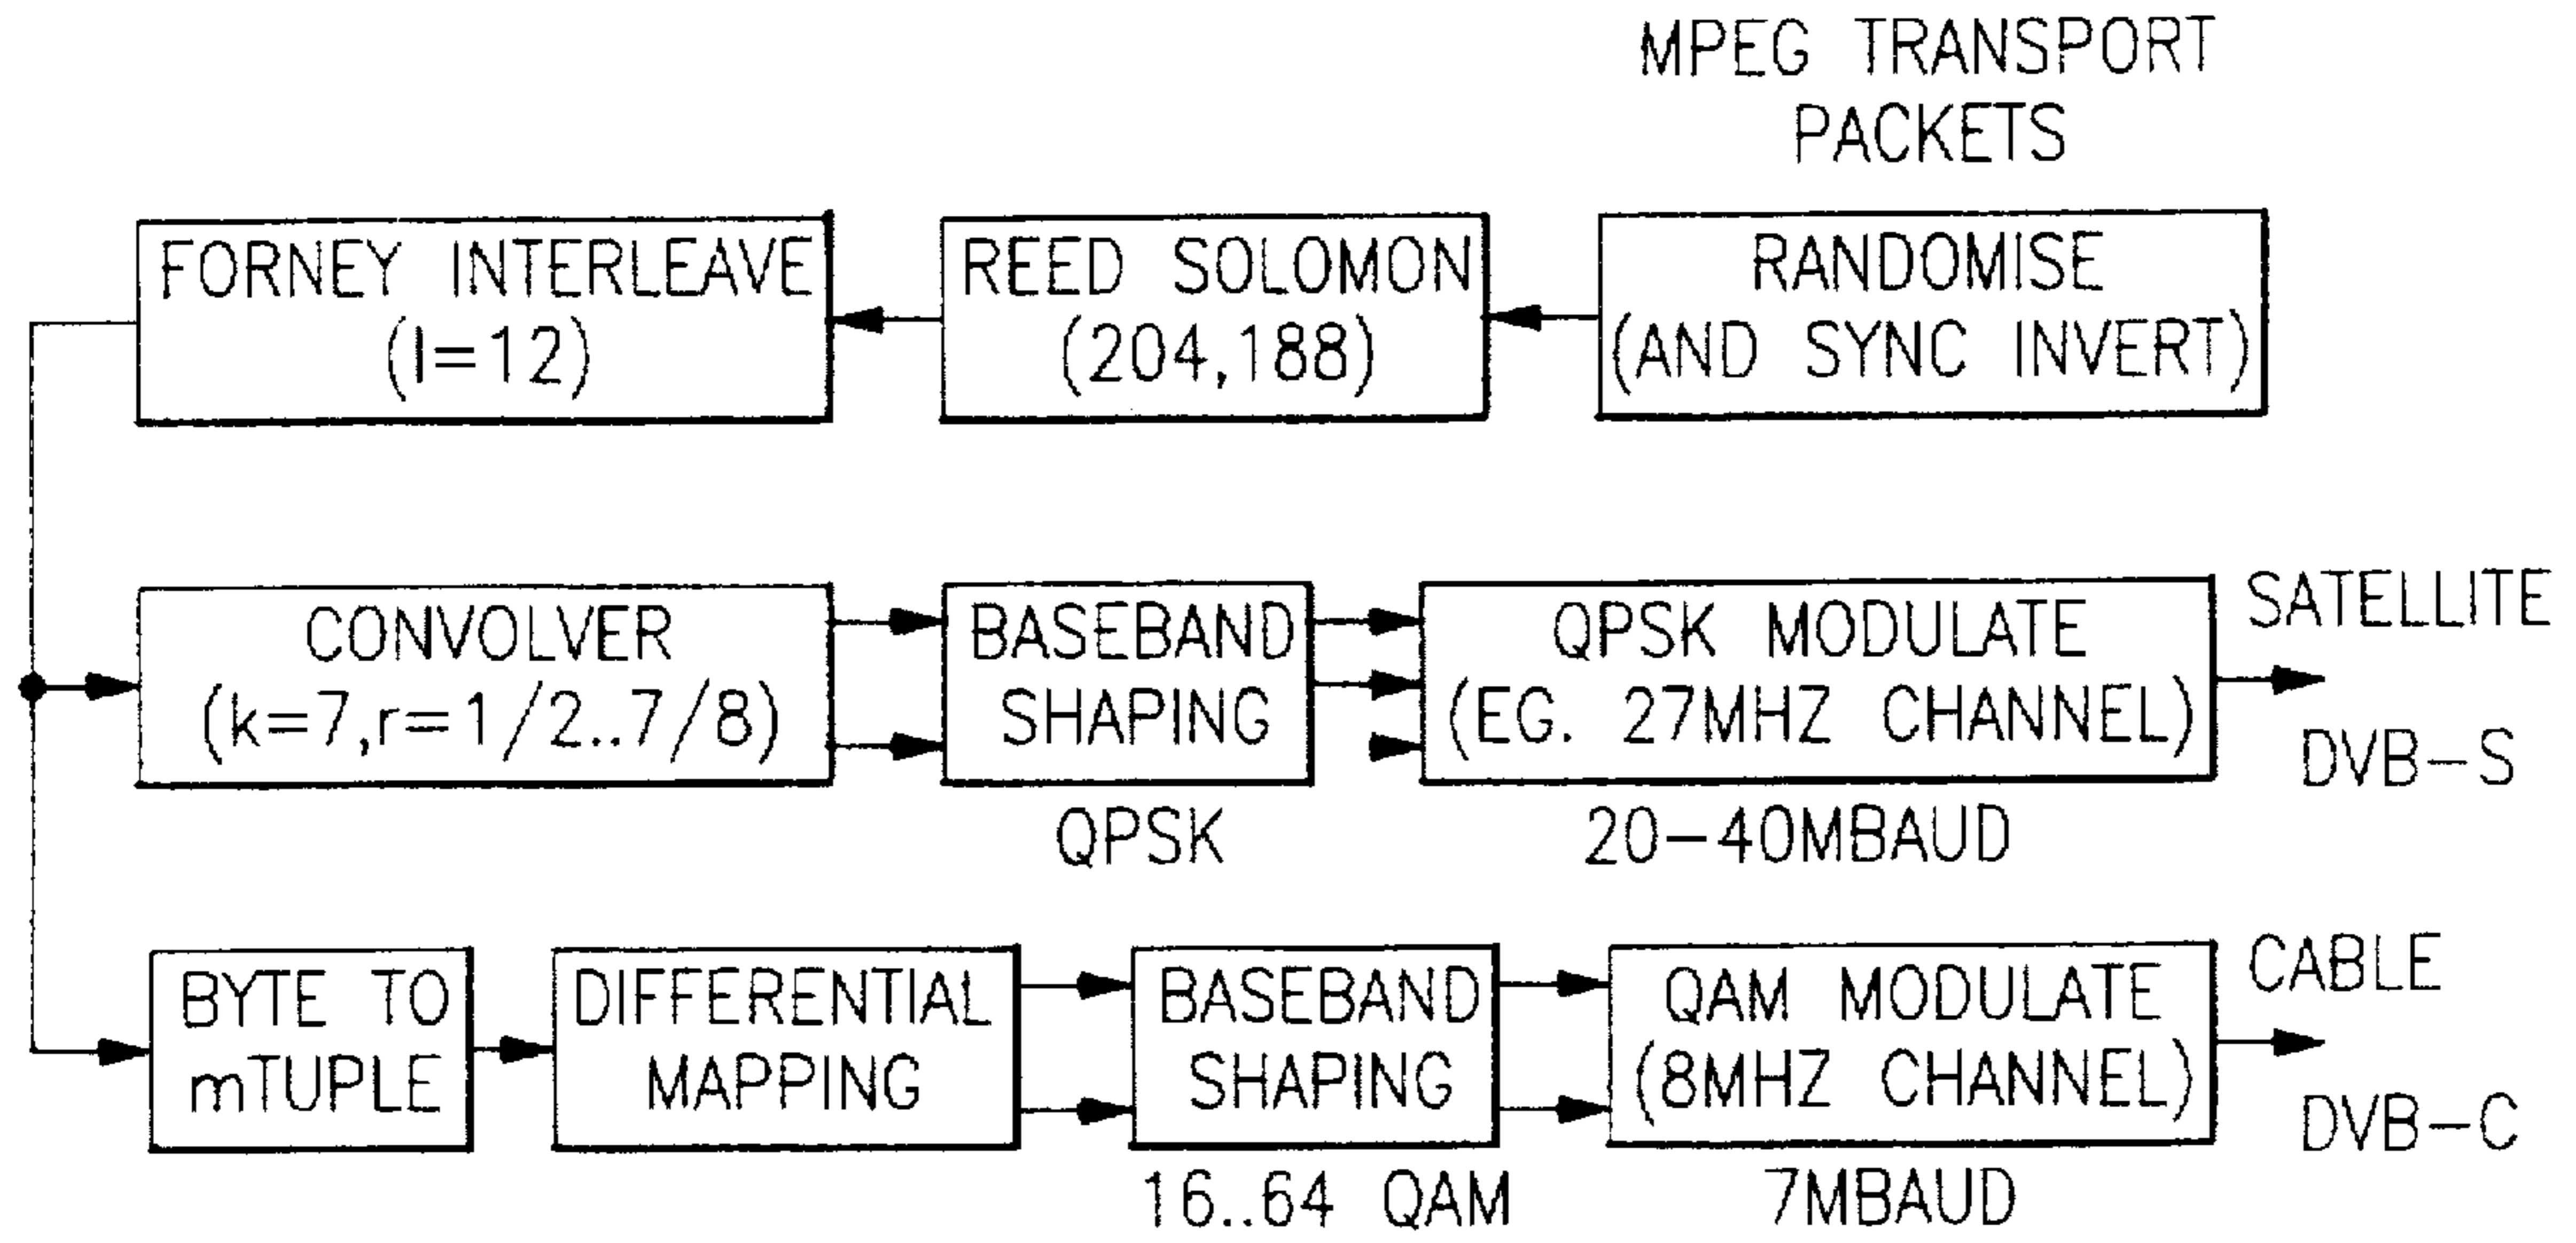 MPEG TRANSPORT
PACKETS
FORNEY INTERLEAVE
(I=12)
REED SOLOMON
(204,188)
RANDOMISE
(AND SYNC INVERT)
CONVOLVER
(k=7,r=1/2..7/8)
BASEBAND
SHAPING
QPSK
QPSK MODULATE
(EG. 27MHZ CHANNEL)
20-40MBAUD
SATELLITE
DVB-S
BYTE TO
mTUPLE
DIFFERENTIAL
MAPPING
BASEBAND
SHAPING
16..64 QAM
QAM MODULATE
(8MHZ CHANNEL)
7MBAUD
CABLE
DVB-C